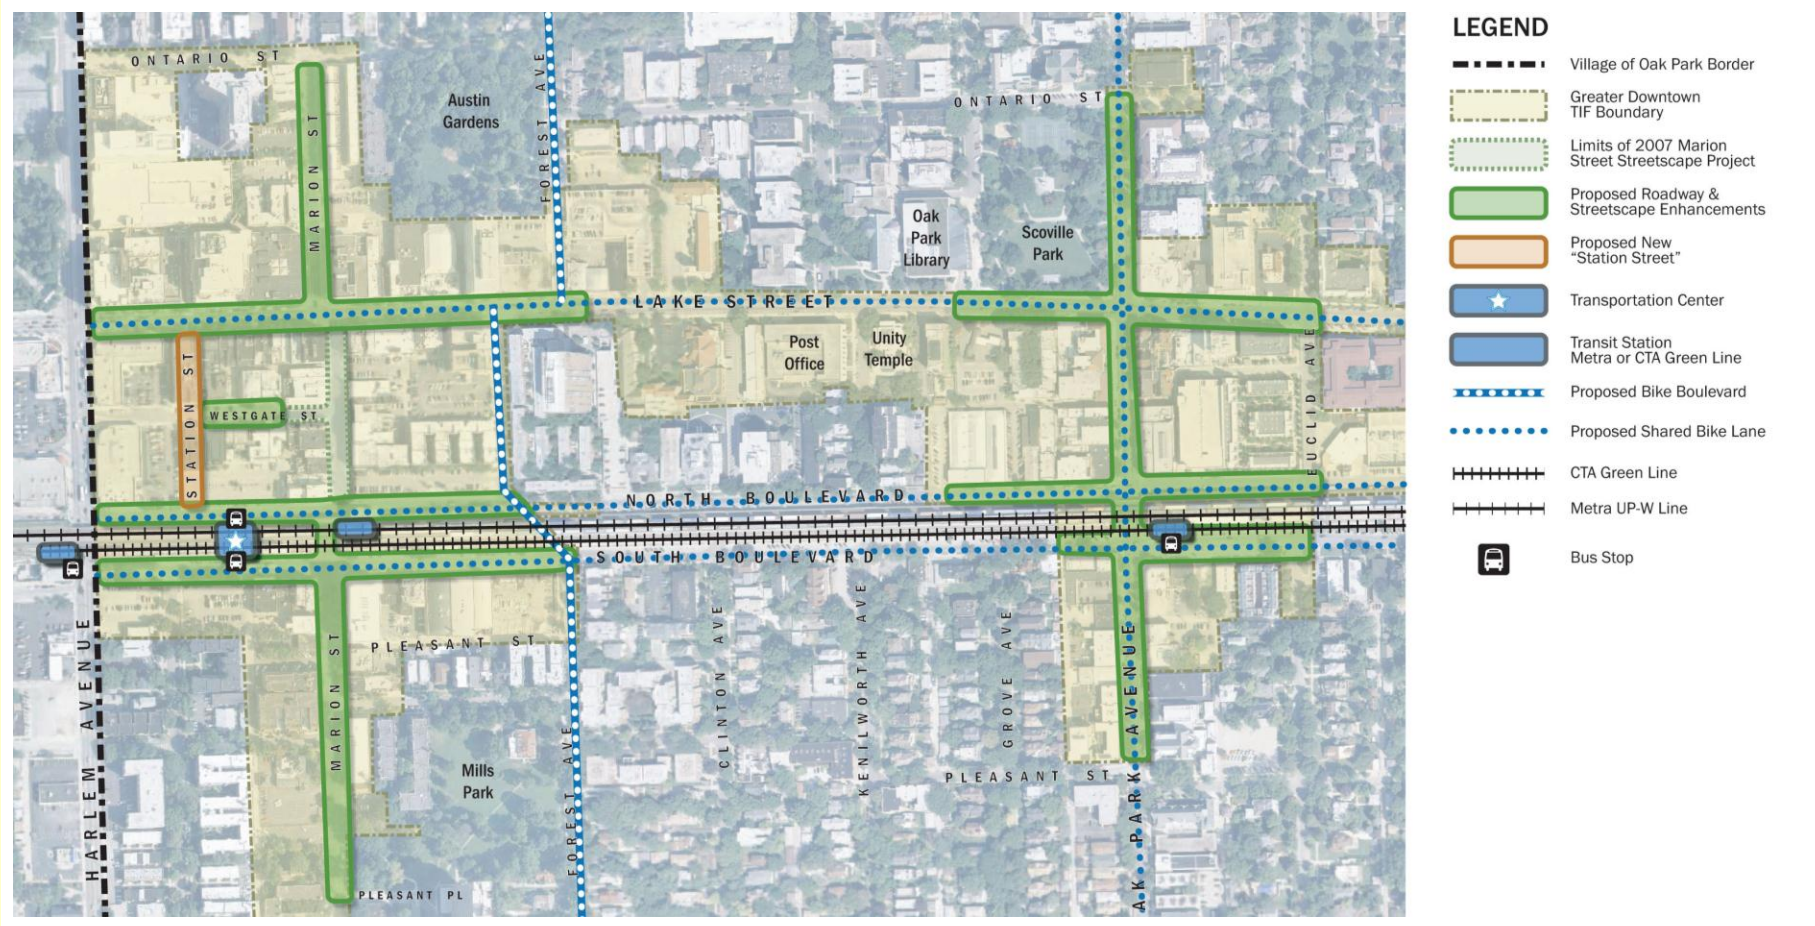 ONTARIO ST
MARION ST
MARION ST
Austin
Gardens
FOREST AVE
ONTARIO ST
Oak
Park
Library
Scoville
Park
LAKE STREET
Post
Office
Unity
Temple
EUCLID AVE
STATION ST
WESTGATE ST
NORTH BOULEVARD
SOUTH BOULEVARD
HARLEM AVENUE
MARION ST
PLEASANT ST
Mills
Park
FOREST AVE
CLINTON AVE
KENILWORTH AVE
GROVE AVE
PLEASANT ST
AK PARK AVENUE
PLEASANT PL
LEGEND
Village of Oak Park Border
Greater Downtown
TIF Boundary
Limits of 2007 Marion
Street Streetscape Project
Proposed Roadway &
Streetscape Enhancements
Proposed New
“Station Street”
Transportation Center
Transit Station
Metra or CTA Green Line
Proposed Bike Boulevard
Proposed Shared Bike Lane
CTA Green Line
Metra UP-W Line
Bus Stop